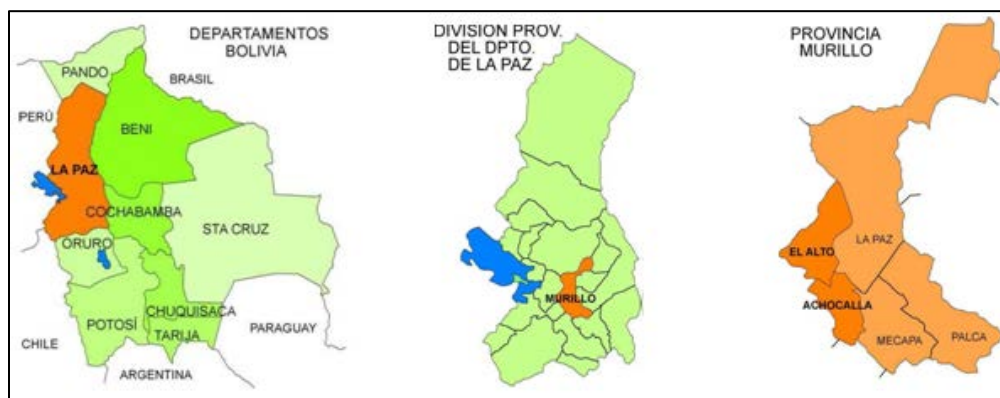 DEPARTAMENTOS
BOLIVIA
PANDO
BRASIL
PERÚ
BENI
LA PAZ
COCHABAMBA
STA CRUZ
ORURO
CHUQUISACA
POTOSÍ
TARIJA
PARAGUAY
CHILE
ARGENTINA
DIVISION PROV.
DEL DPTO.
DE LA PAZ
MURILLO
PROVINCIA
MURILLO
LA PAZ
EL ALTO
ACHOCALLA
MECAPA
PALCA